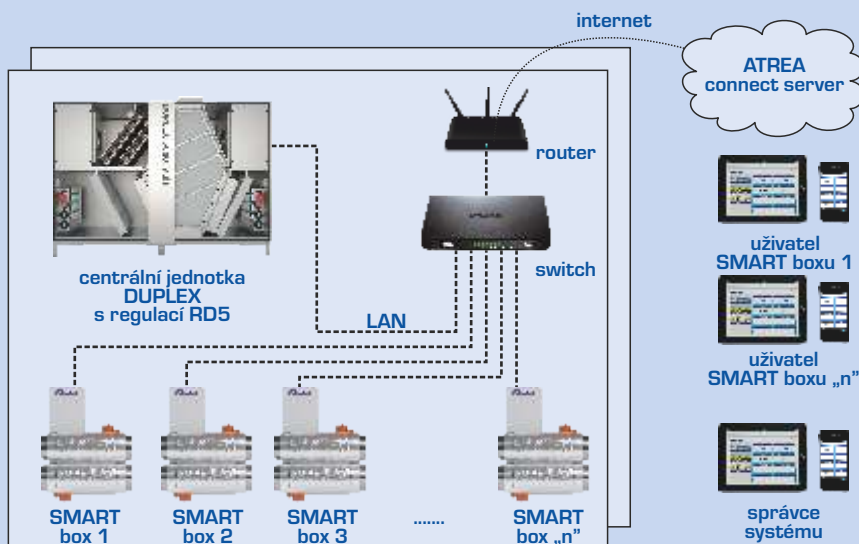 internet
ATREA
connect server
router
switch
centrální jednotka
DUPLEX
s regulací RD5
LAN
uživatel
SMART boxu 1
uživatel
SMART boxu „n”
SMART
box 1
SMART
box 2
SMART
box 3
.......
SMART
box „n”
správce
systému